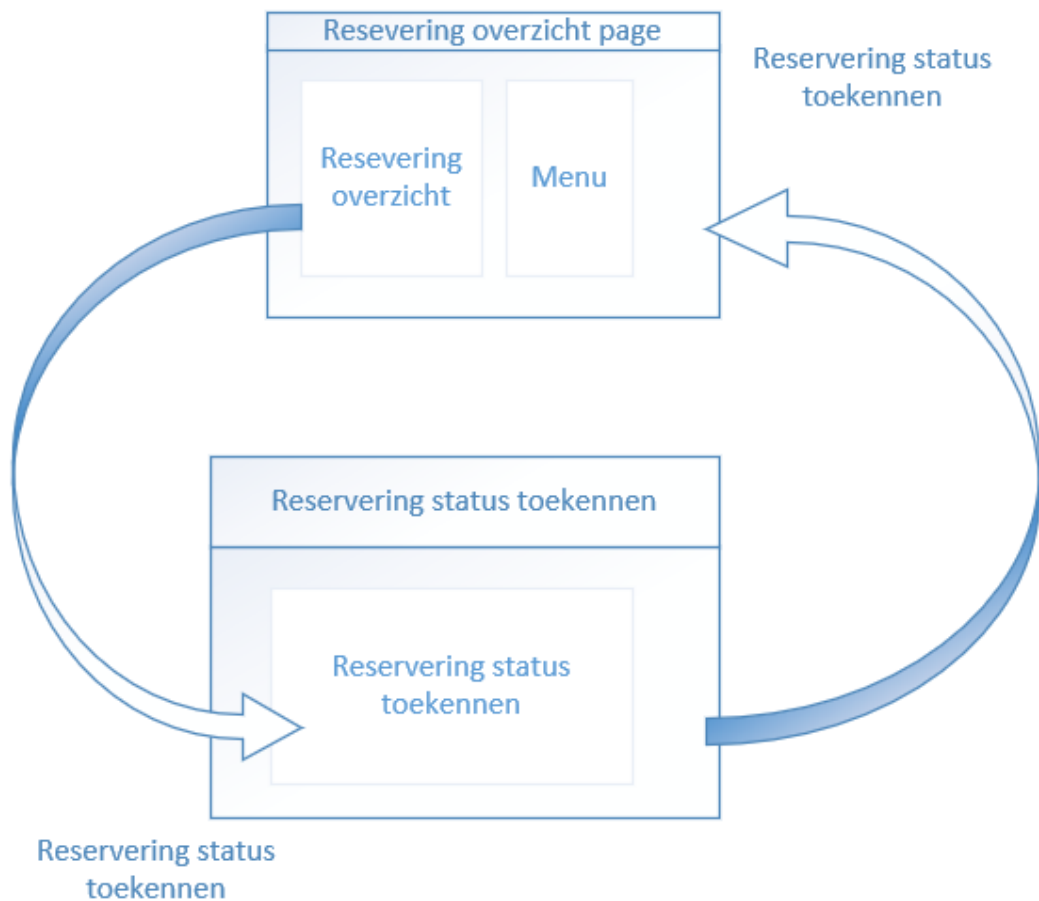 Resevering overzicht page
Reservering status
toekennen
Resevering
overzicht
Menu
Reservering status toekennen
Reservering status
toekennen
Reservering status
toekennen